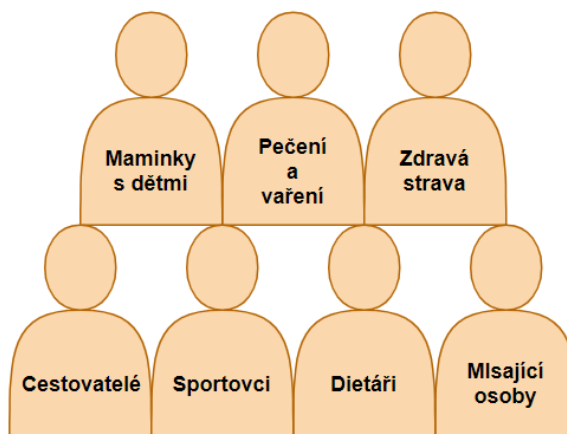 Maminky
s dětmi
Pečení
a
vaření
Zdravá
strava
Cestovatelé
Sportovci
Dietáři
Mlsající
osoby